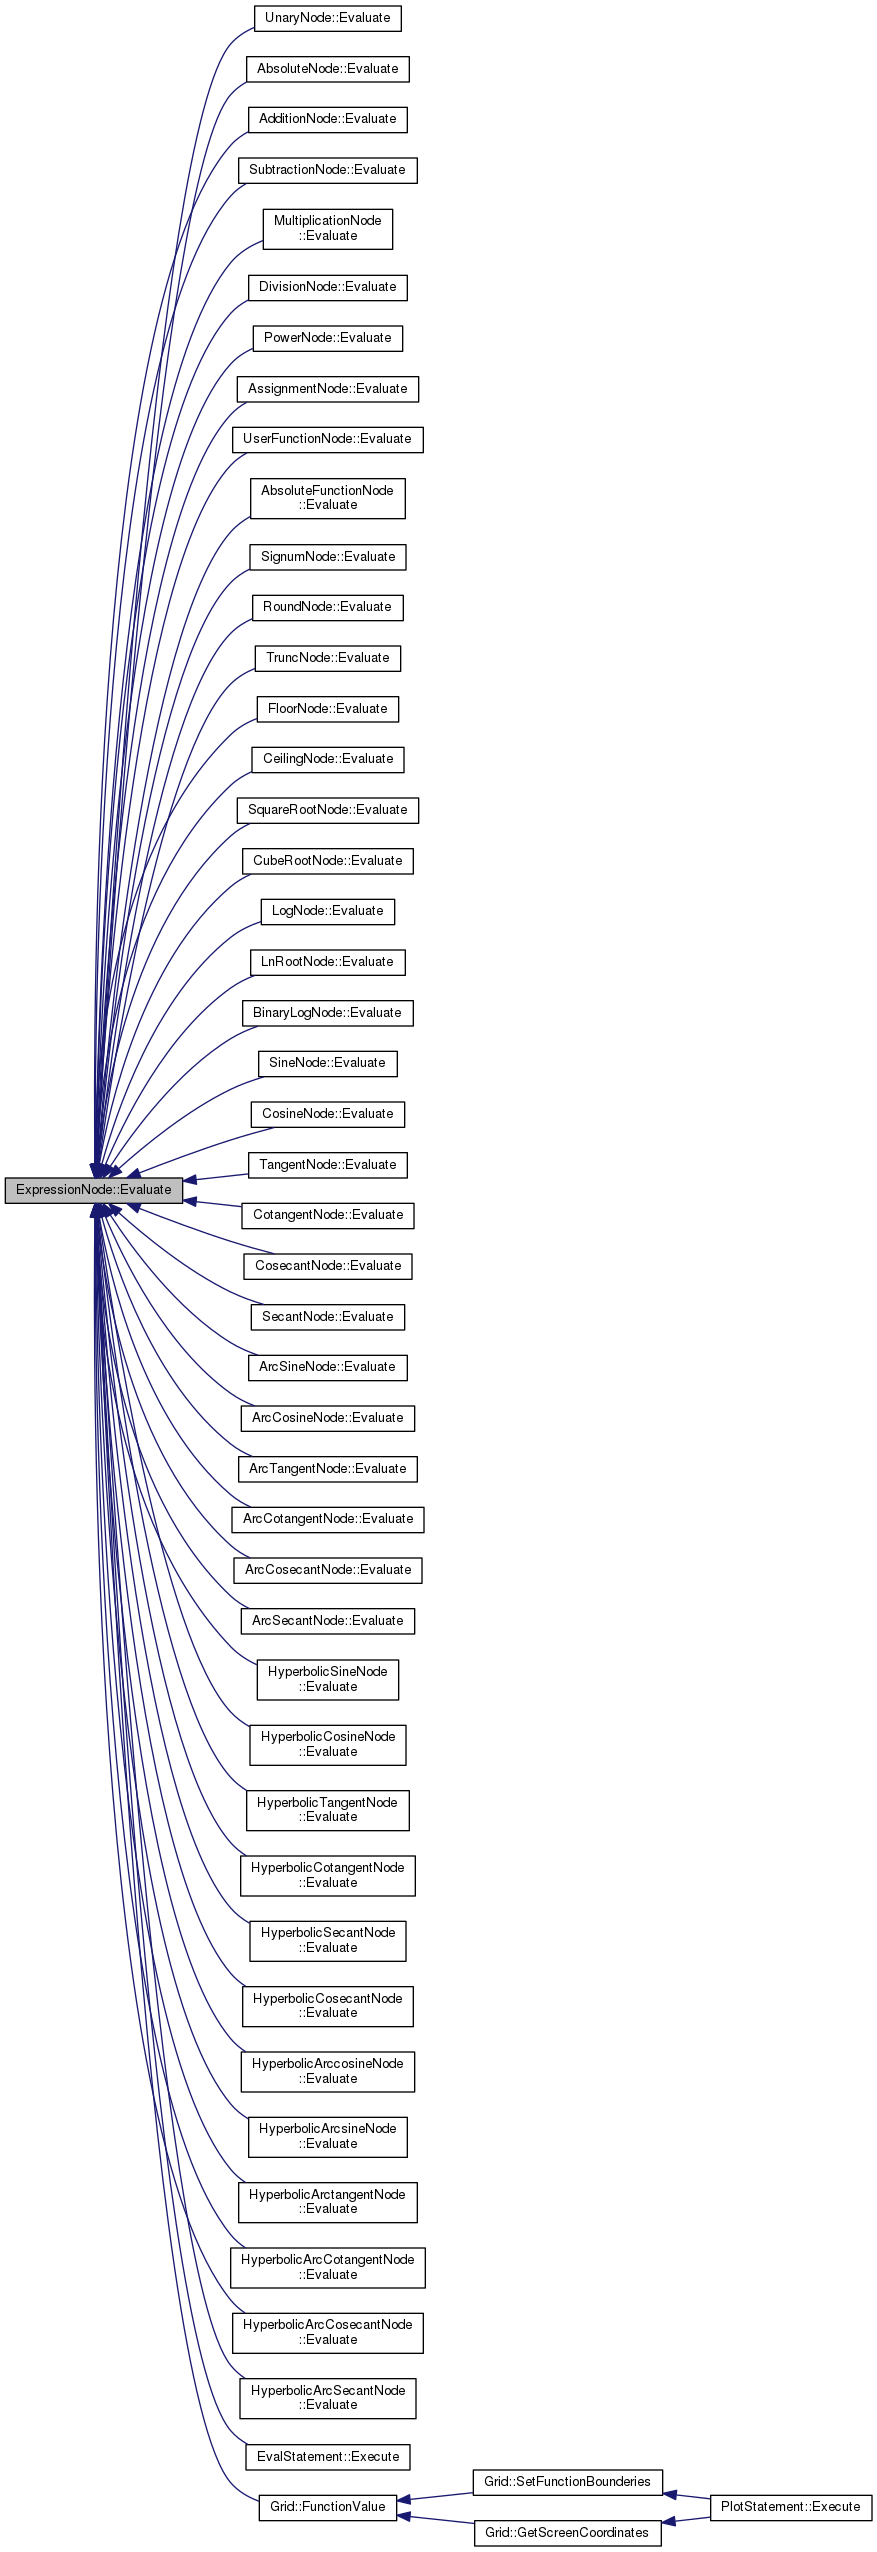 UnaryNode::Evaluate
AbsoluteNode::Evaluate
AdditionNode::Evaluate
SubtractionNode::Evaluate
MultiplicationNode
::Evaluate
DivisionNode::Evaluate
PowerNode::Evaluate
AssignmentNode::Evaluate
UserFunctionNode::Evaluate
AbsoluteFunctionNode
::Evaluate
SignumNode::Evaluate
RoundNode::Evaluate
TruncNode::Evaluate
FloorNode::Evaluate
CeilingNode::Evaluate
SquareRootNode::Evaluate
CubeRootNode::Evaluate
LogNode::Evaluate
LnRootNode::Evaluate
BinaryLogNode::Evaluate
SineNode::Evaluate
CosineNode::Evaluate
TangentNode::Evaluate
ExpressionNode::Evaluate
CotangentNode::Evaluate
CosecantNode::Evaluate
SecantNode::Evaluate
ArcSineNode::Evaluate
ArcCosineNode::Evaluate
ArcTangentNode::Evaluate
ArcCotangentNode::Evaluate
ArcCosecantNode::Evaluate
ArcSecantNode::Evaluate
HyperbolicSineNode
::Evaluate
HyperbolicCosineNode
::Evaluate
HyperbolicTangentNode
::Evaluate
HyperbolicCotangentNode
::Evaluate
HyperbolicSecantNode
::Evaluate
HyperbolicCosecantNode
::Evaluate
HyperbolicArccosineNode
::Evaluate
HyperbolicArcsineNode
::Evaluate
HyperbolicArctangentNode
::Evaluate
HyperbolicArcCotangentNode
::Evaluate
HyperbolicArcCosecantNode
::Evaluate
HyperbolicArcSecantNode
::Evaluate
EvalStatement::Execute
Grid::FunctionValue
Grid::SetFunctionBounderies
Grid::GetScreenCoordinates
PlotStatement::Execute